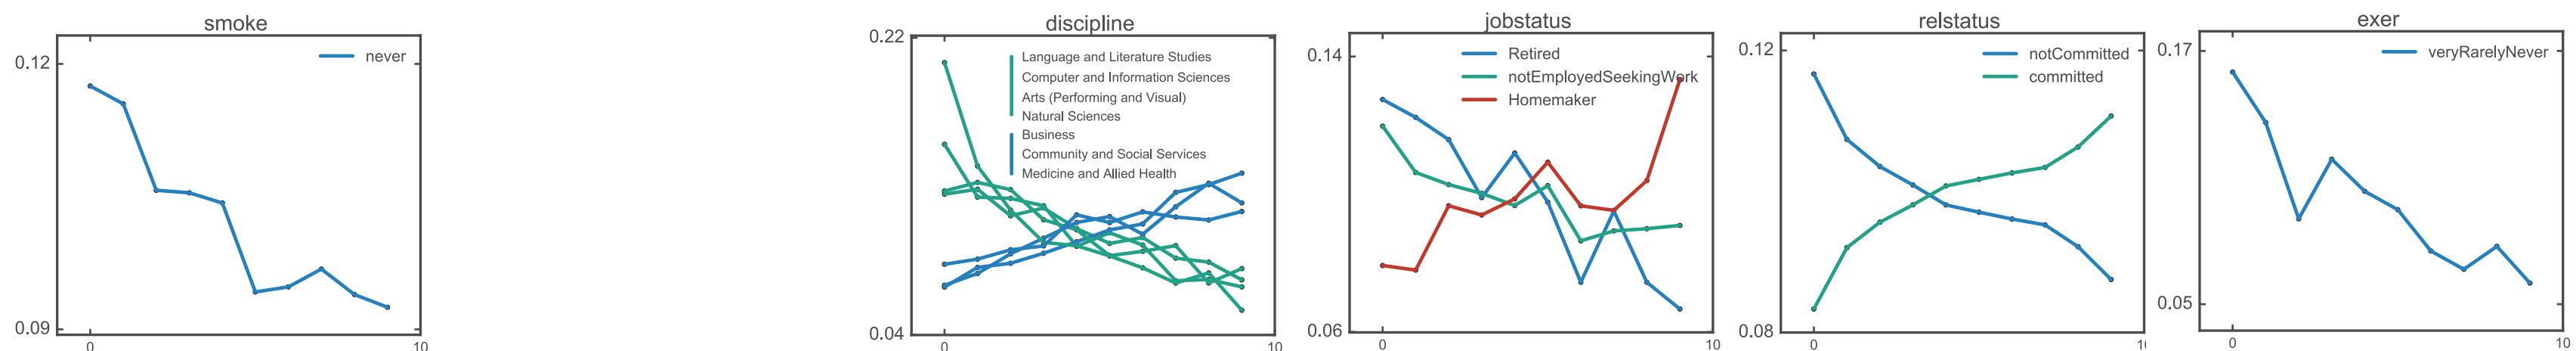 smoke
0.12
never
0.09
0
10
discipline
0.22
Language and Literature Studies
Computer and Information Sciences
Arts (Performing and Visual)
Natural Sciences
Business
Community and Social Services
Medicine and Allied Health
0.04
0
10
jobstatus
0.14
Retired
notEmployedSeekingWork
Homemaker
0.06
0
10
relstatus
0.12
notCommitted
committed
0.08
0
exer
0.17
veryRarelyNever
0.05
0
10